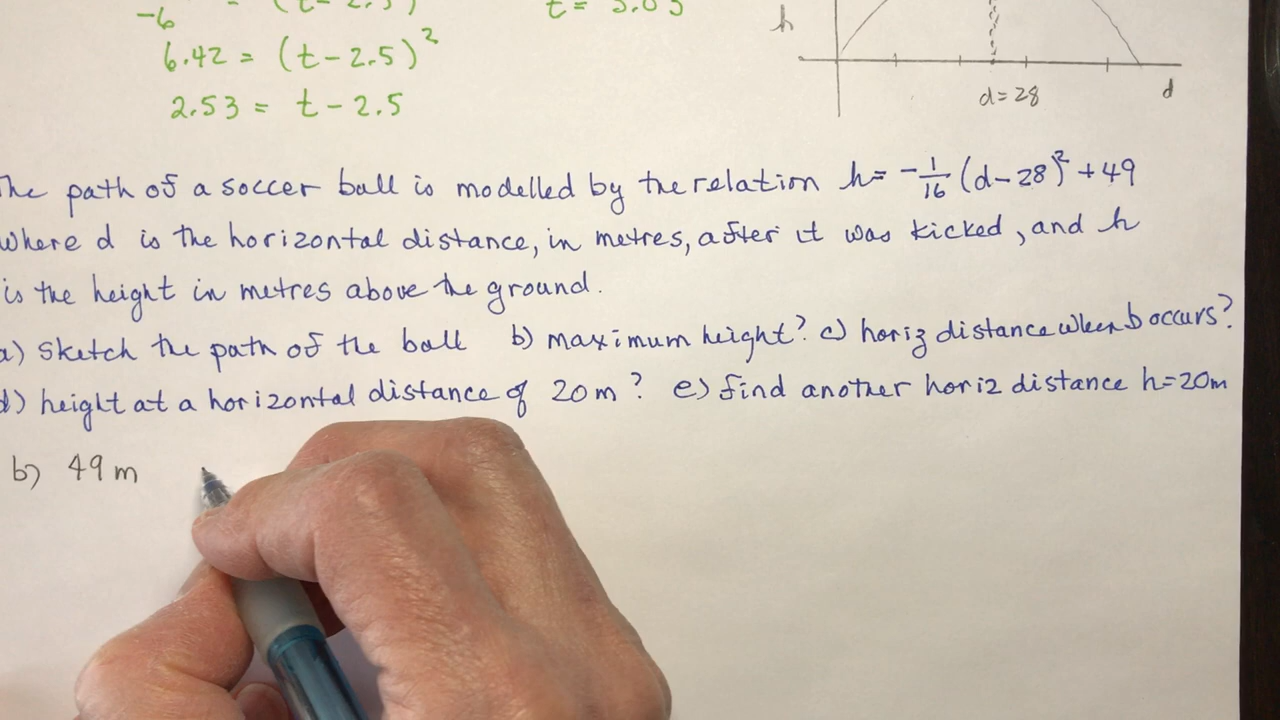 -6
t = 5.03
6.42 = (t-2.5)²
2.53 = t-2.5
h
d=28
d
The path of a soccer ball is modelled by the relation h= -1/16 (d-28)² +49
where d is the horizontal distance, in metres, after it was kicked, and h
is the height in metres above the ground.
a) sketch the path of the ball b) maximum height? c) horiz distance when b occurs?
d) height at a horizontal distance of 20m? e) find another horiz distance h=20m
b) 49m